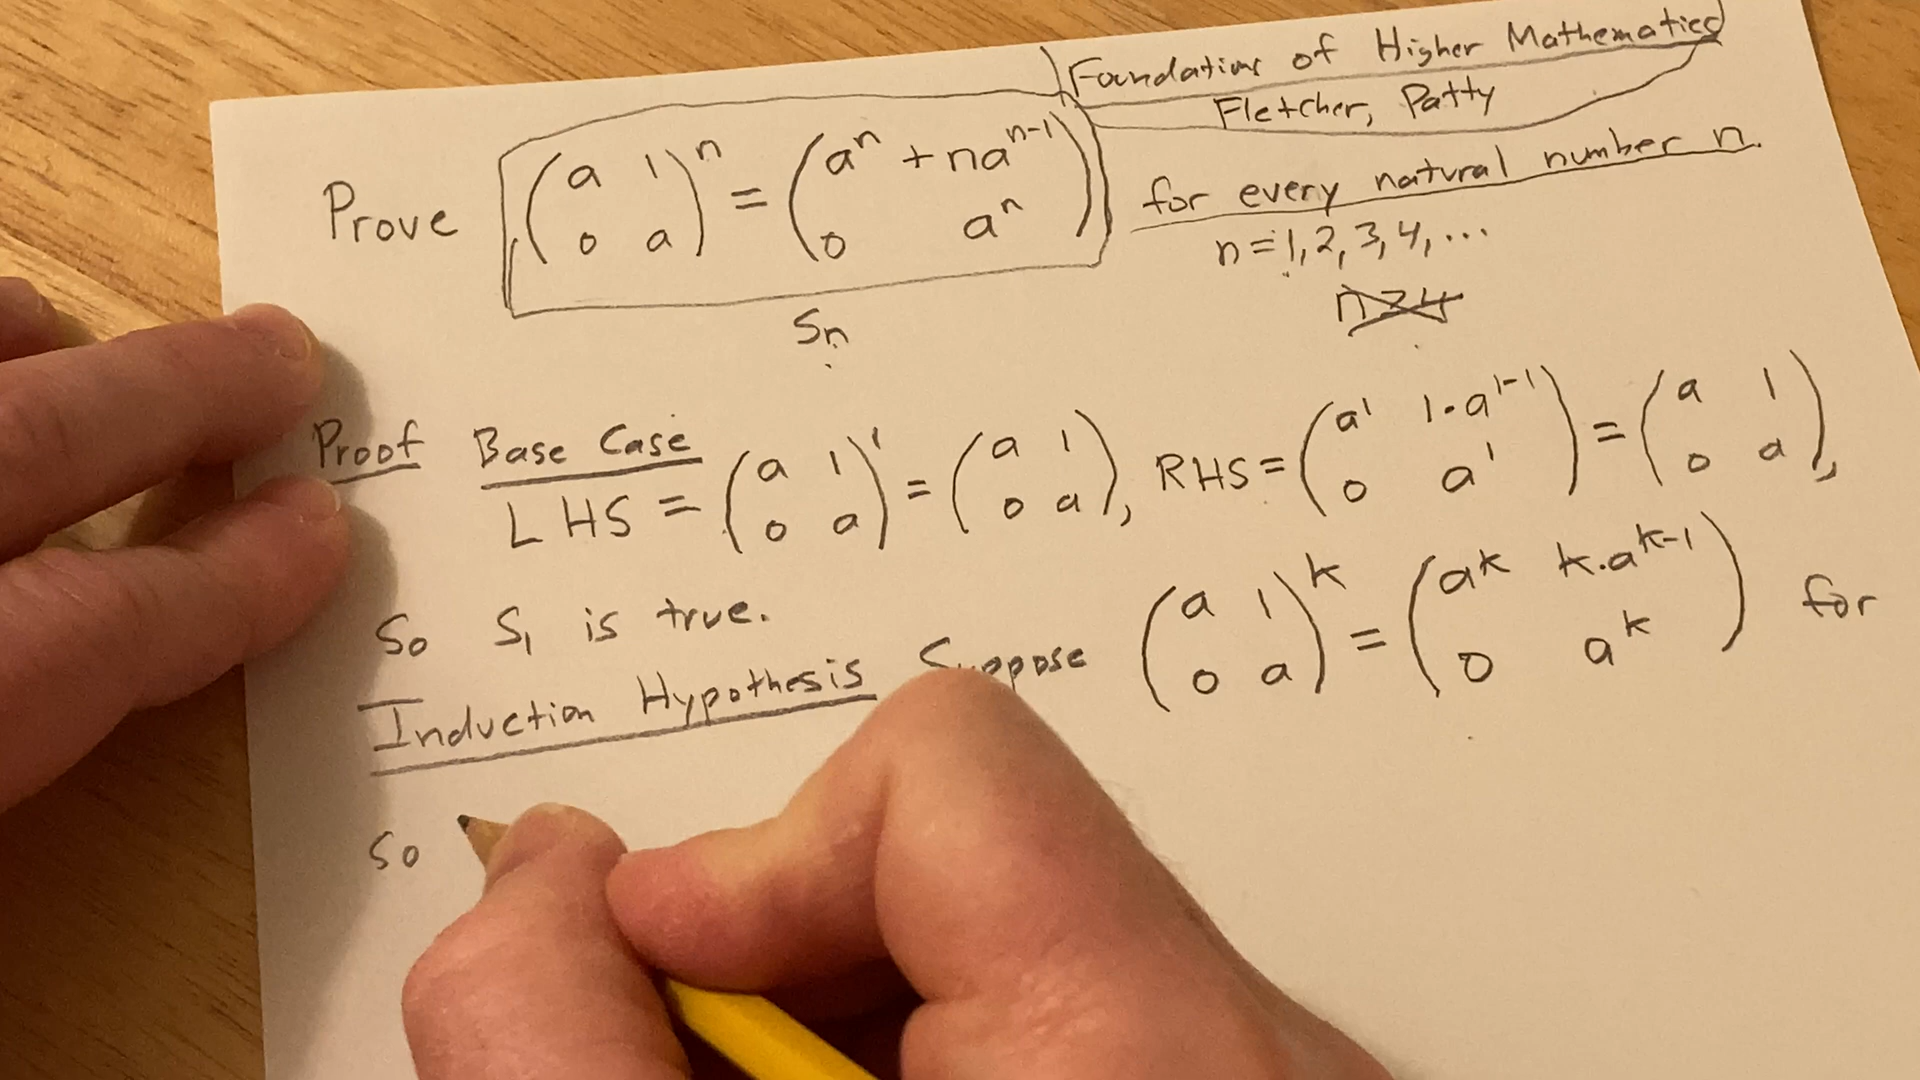 Foundations of Higher Mathematics
Fletcher, Patty
Prove (a 1 0 a)^n = (a^n + na^{n-1} 0 a^n) for every natural number n.
n = 1, 2, 3, 4, ...
n≥4
Sn
Proof Base Case
LHS = (a 1 0 a)^1 = (a 1 0 a), RHS = (a^1 1·a^{1-1} 0 a^1) = (a 1 0 a),
So S₁ is true.
Induction Hypothesis Suppose (a 1 0 a)^k = (a^k k·a^{k-1} 0 a^k) for
So